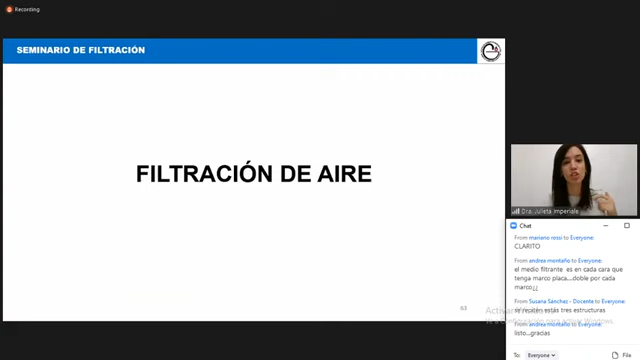 Recording
SEMINARIO DE FILTRACIÓN
FILTRACIÓN DE AIRE
63
Dra. Julieta Imperiale
Chat
From mariano rossi to Everyone:
CLARITO
From andrea montaño to Everyone:
el medio filtrante es en cada cara que
tenga marco placa....doble por cada
marco¿¿
From Susana Sánchez - Docente to Everyone:
estas tres estructuras
From andrea montaño to Everyone:
listo...gracias
To: Everyone
File